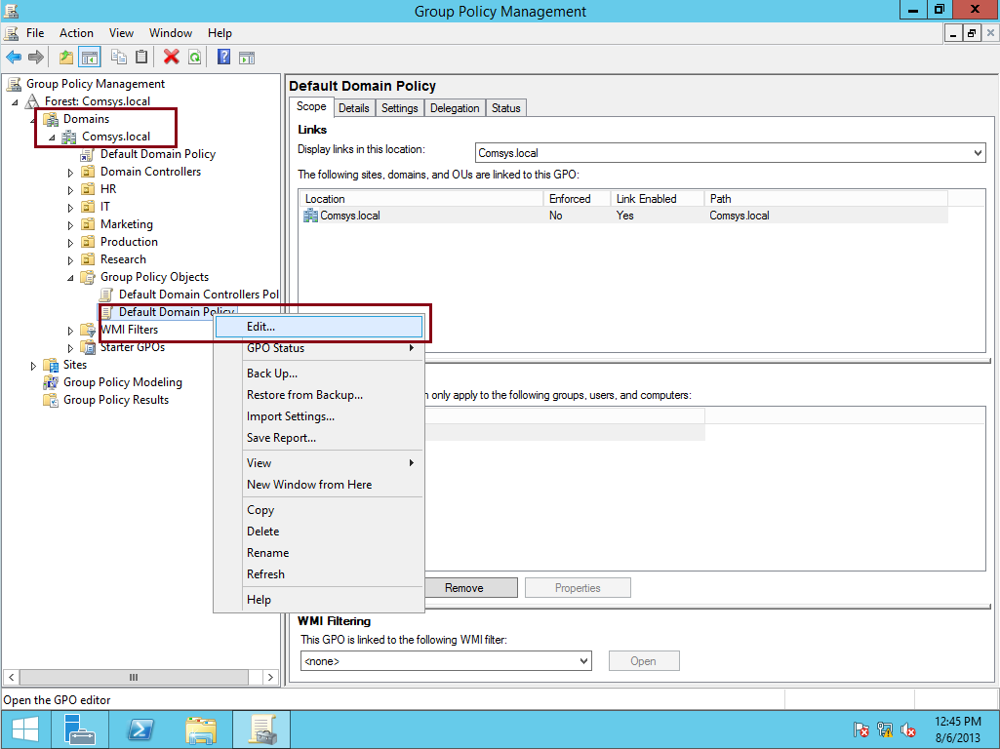 Group Policy Management
File Action View Window Help
Group Policy Management
Forest: Comsys.local
Domains
Comsys.local
Default Domain Policy
Domain Controllers
HR
IT
Marketing
Production
Research
Group Policy Objects
Default Domain Controllers Pol
Default Domain Policy
WMI Filters
Starter GPOs
Sites
Group Policy Modeling
Group Policy Results
Edit...
GPO Status
Back Up...
Restore from Backup...
Import Settings...
Save Report...
View
New Window from Here
Copy
Delete
Rename
Refresh
Help
Default Domain Policy
Scope Details Settings Delegation Status
Links
Display links in this location: Comsys.local
The following sites, domains, and OUs are linked to this GPO:
Location Enforced Link Enabled Path
Comsys.local No Yes Comsys.local
n only apply to the following groups, users, and computers:
Remove Properties
WMI Filtering
This GPO is linked to the following WMI filter:
<none> Open
Open the GPO editor
12:45 PM
8/6/2013